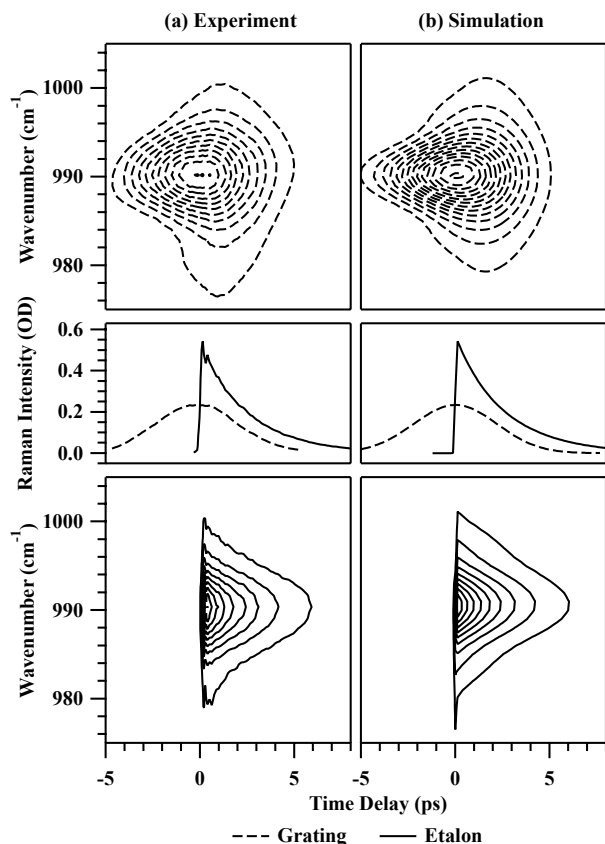 (a) Experiment (b) Simulation
1000
990
980
Wavenumber (cm-1)
0.6
0.4
0.2
0.0
Raman Intensity (OD)
1000
990
980
Wavenumber (cm-1)
-5 0 5 -5 0 5
Time Delay (ps)
Grating Etalon